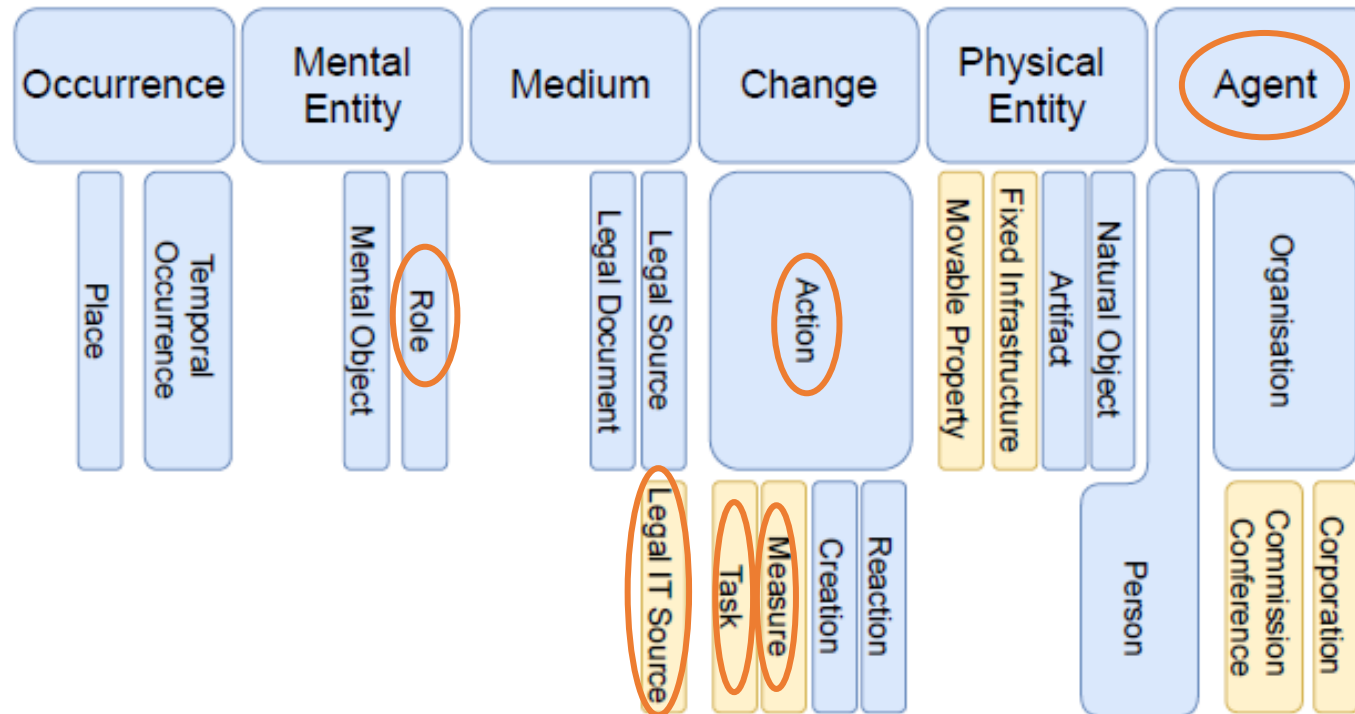 Occurrence
Mental
Entity
Medium
Change
Physical
Entity
Agent
Place
Temporal
Occurrence
Mental Object
Role
Legal Document
Legal Source
Action
Movable Property
Fixed Infrastructure
Artifact
Natural Object
Person
Organisation
Legal IT Source
Task
Measure
Creation
Reaction
Commission
Conference
Corporation